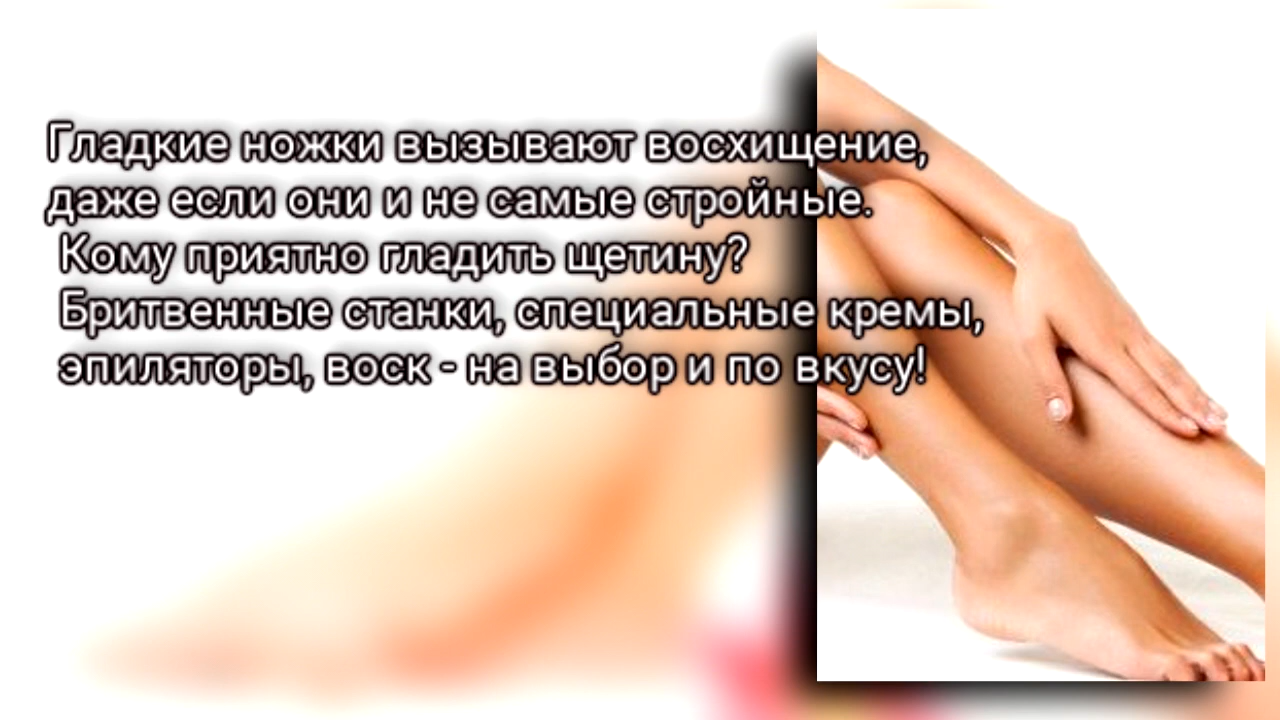 Гладкие ножки вызывают восхищение,
даже если они и не самые стройные.
Кому приятно гладить щетину?
Бритвенные станки, специальные кремы,
эпиляторы, воск - на выбор и по вкусу!